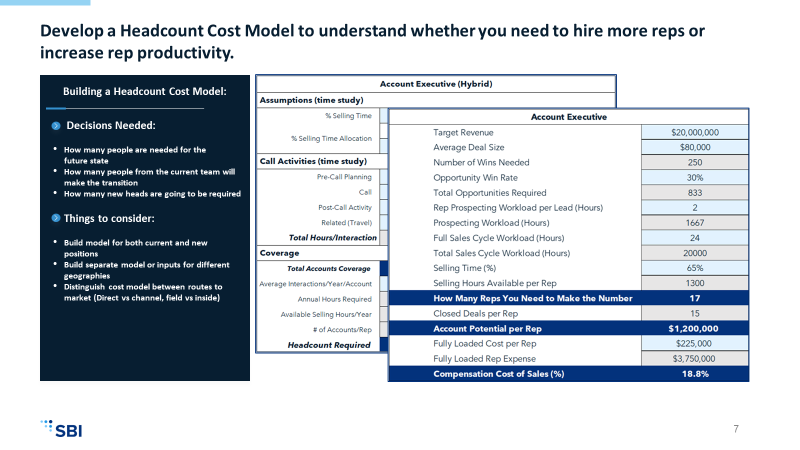 Develop a Headcount Cost Model to understand whether you need to hire more reps or
increase rep productivity.
Building a Headcount Cost Model:
Decisions Needed:
• How many people are needed for the
future state
• How many people from the current team will
make the transition
• How many new heads are going to be required
Things to consider:
• Build model for both current and new
positions
• Build separate model or inputs for different
geographies
• Distinguish cost model between routes to
market (Direct vs channel, field vs inside)
Account Executive (Hybrid)
Assumptions (time study)
% Selling Time
% Selling Time Allocation
Call Activities (time study)
Pre-Call Planning
Call
Post-Call Activity
Related (Travel)
Total Hours/Interaction
Coverage
Total Accounts Coverage
Average Interactions/Year/Account
Annual Hours Required
Available Selling Hours/Year
# of Accounts/Rep
Headcount Required
Account Executive
Target Revenue $20,000,000
Average Deal Size $80,000
Number of Wins Needed 250
Opportunity Win Rate 30%
Total Opportunities Required 833
Rep Prospecting Workload per Lead (Hours) 2
Prospecting Workload (Hours) 1667
Full Sales Cycle Workload (Hours) 24
Total Sales Cycle Workload (Hours) 20000
Selling Time (%) 65%
Selling Hours Available per Rep 1300
How Many Reps You Need to Make the Number 17
Closed Deals per Rep 15
Account Potential per Rep $1,200,000
Fully Loaded Cost per Rep $225,000
Fully Loaded Rep Expense $3,750,000
Compensation Cost of Sales (%) 18.8%
SBI
7